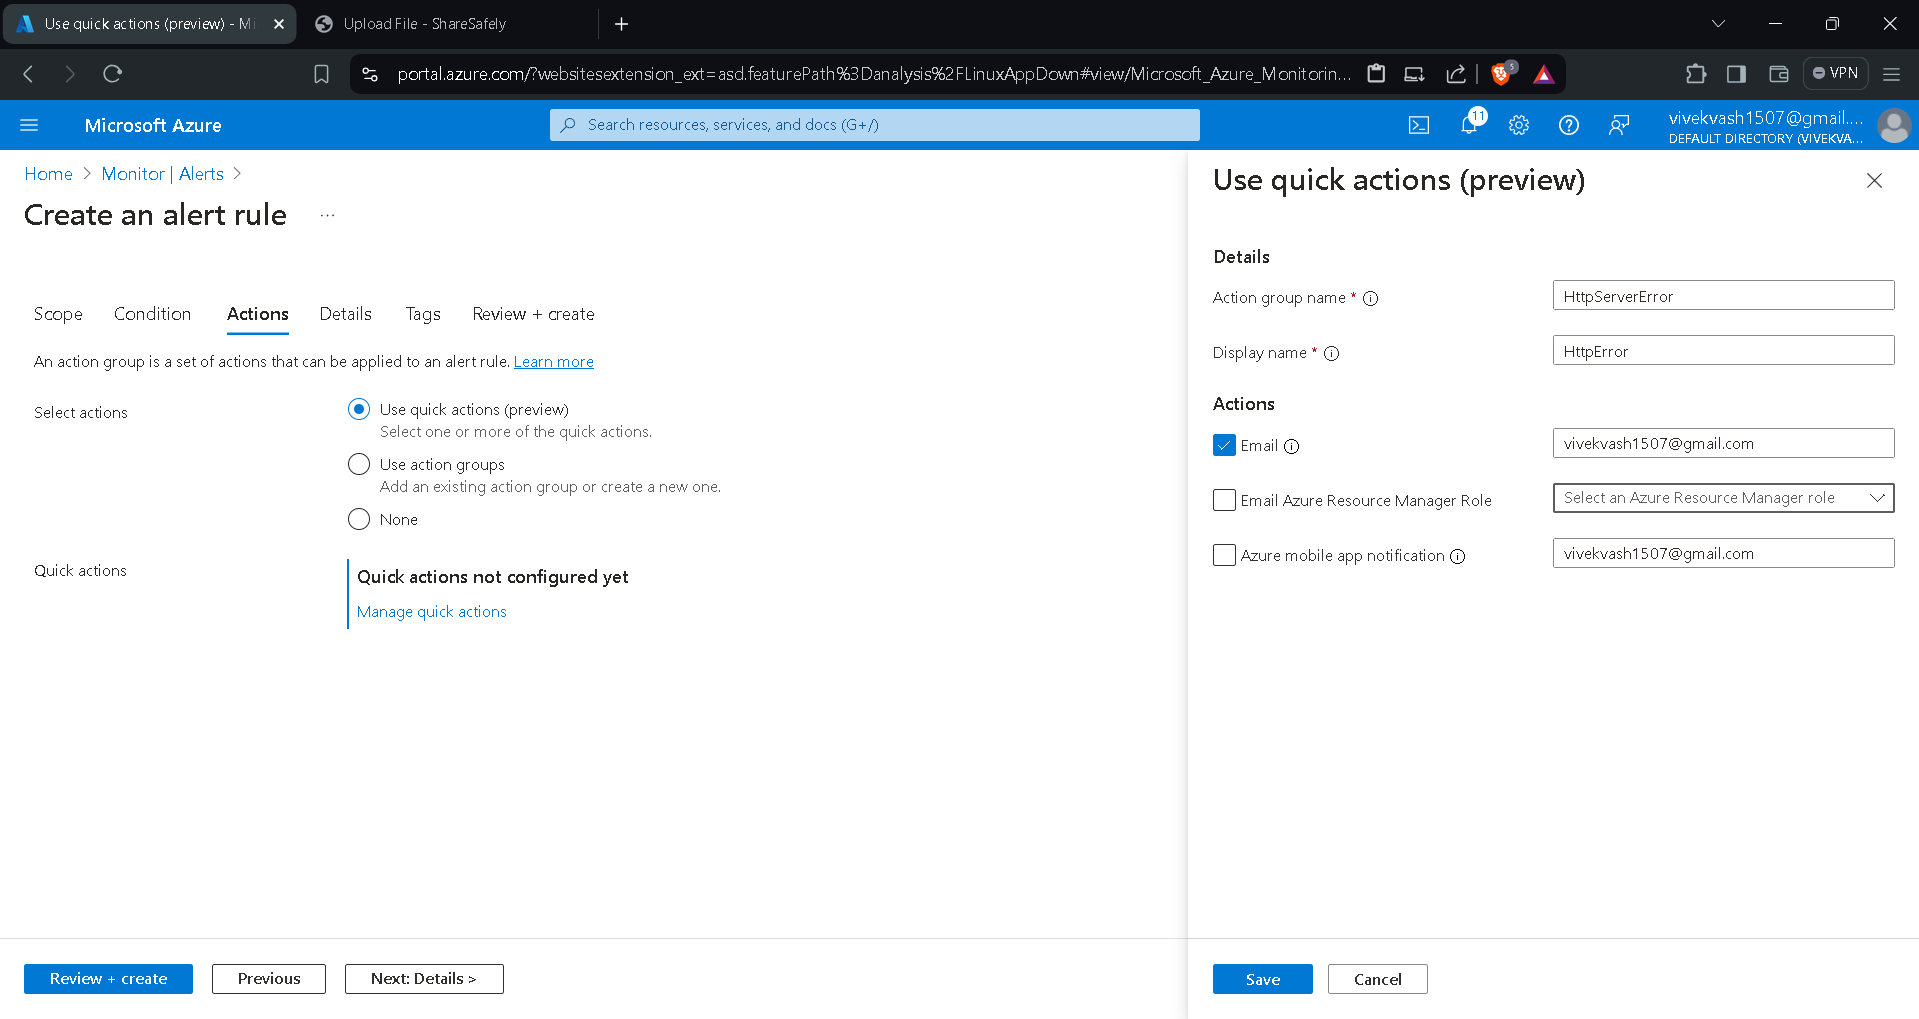 Use quick actions (preview) - Mi
Upload File - ShareSafely
portal.azure.com/?websitesextension_ext=asd.featurePath%3Danalysis%2FLinuxAppDown#view/Microsoft_Azure_Monitorin...
5
VPN
Microsoft Azure
Search resources, services, and docs (G+/)
11
vivekvash1507@gmail....
DEFAULT DIRECTORY (VIVEKVA...
Home > Monitor | Alerts >
Create an alert rule ...
Scope Condition Actions Details Tags Review + create
An action group is a set of actions that can be applied to an alert rule. Learn more
Select actions
Use quick actions (preview)
Select one or more of the quick actions.
Use action groups
Add an existing action group or create a new one.
None
Quick actions
Quick actions not configured yet
Manage quick actions
Review + create
Previous
Next: Details >
Use quick actions (preview)
Details
Action group name *
HttpServerError
Display name *
HttpError
Actions
Email
vivekvash1507@gmail.com
Email Azure Resource Manager Role
Select an Azure Resource Manager role
Azure mobile app notification
vivekvash1507@gmail.com
Save
Cancel